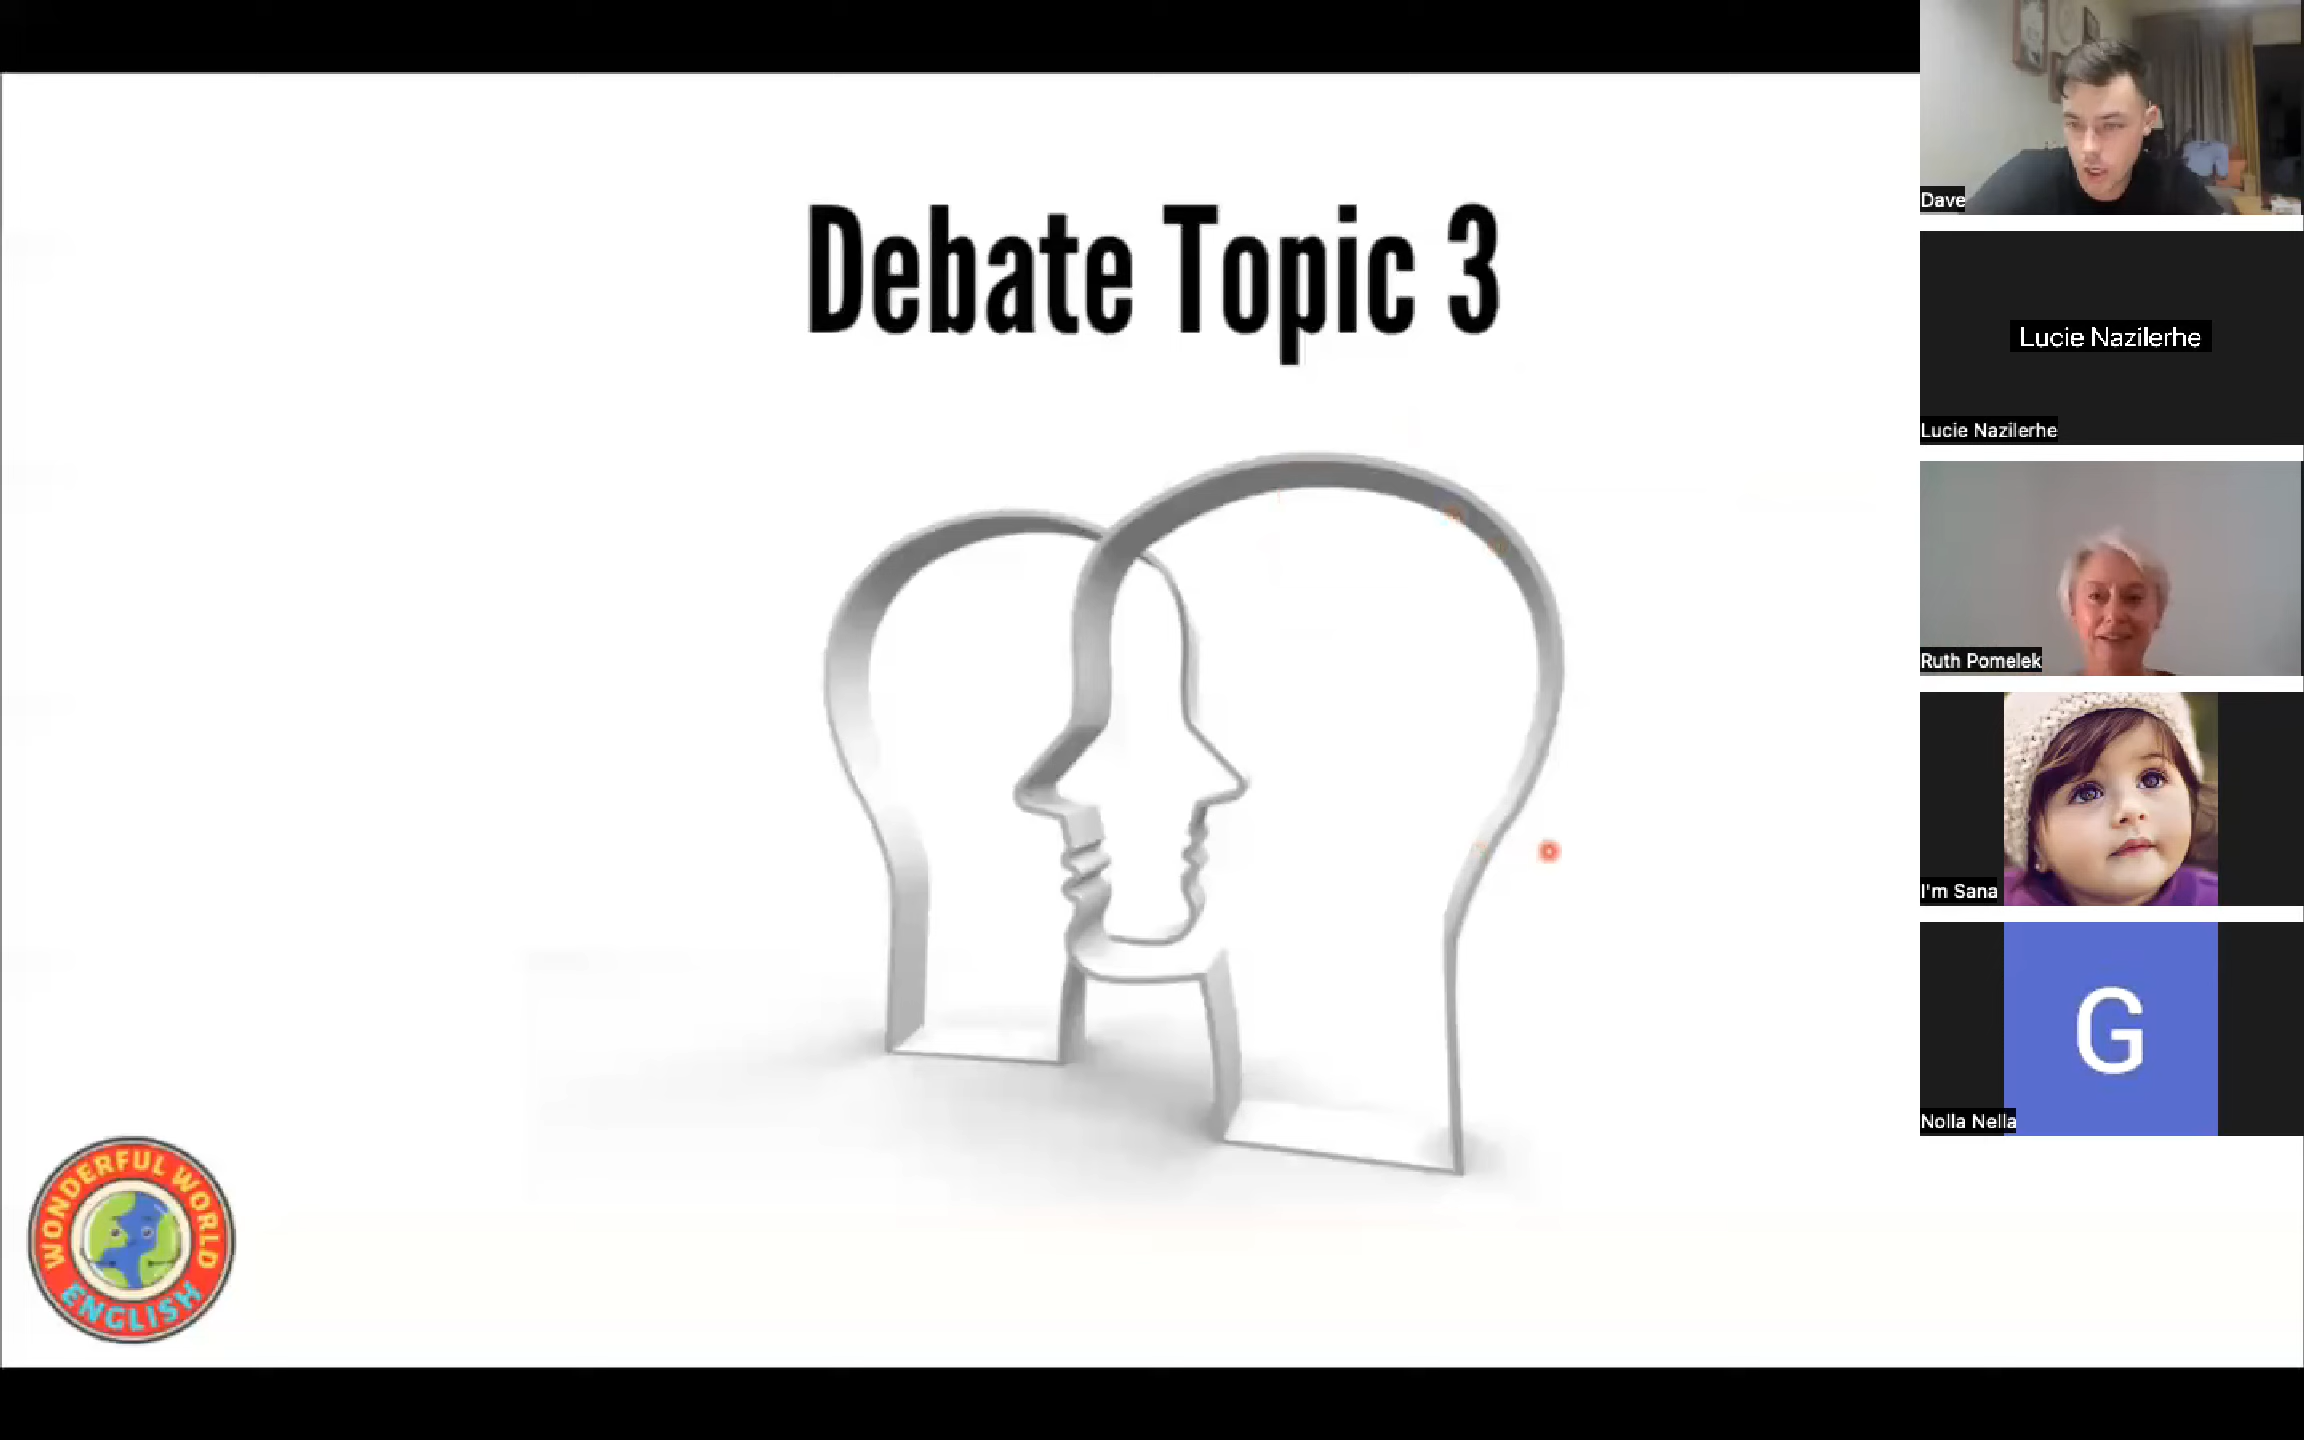 Debate Topic 3
WONDERFUL WORLD
ENGLISH
Dave
Lucie Nazilerhe
Lucie Nazilerhe
Ruth Pomelek
I'm Sana
G
Nolla Nella